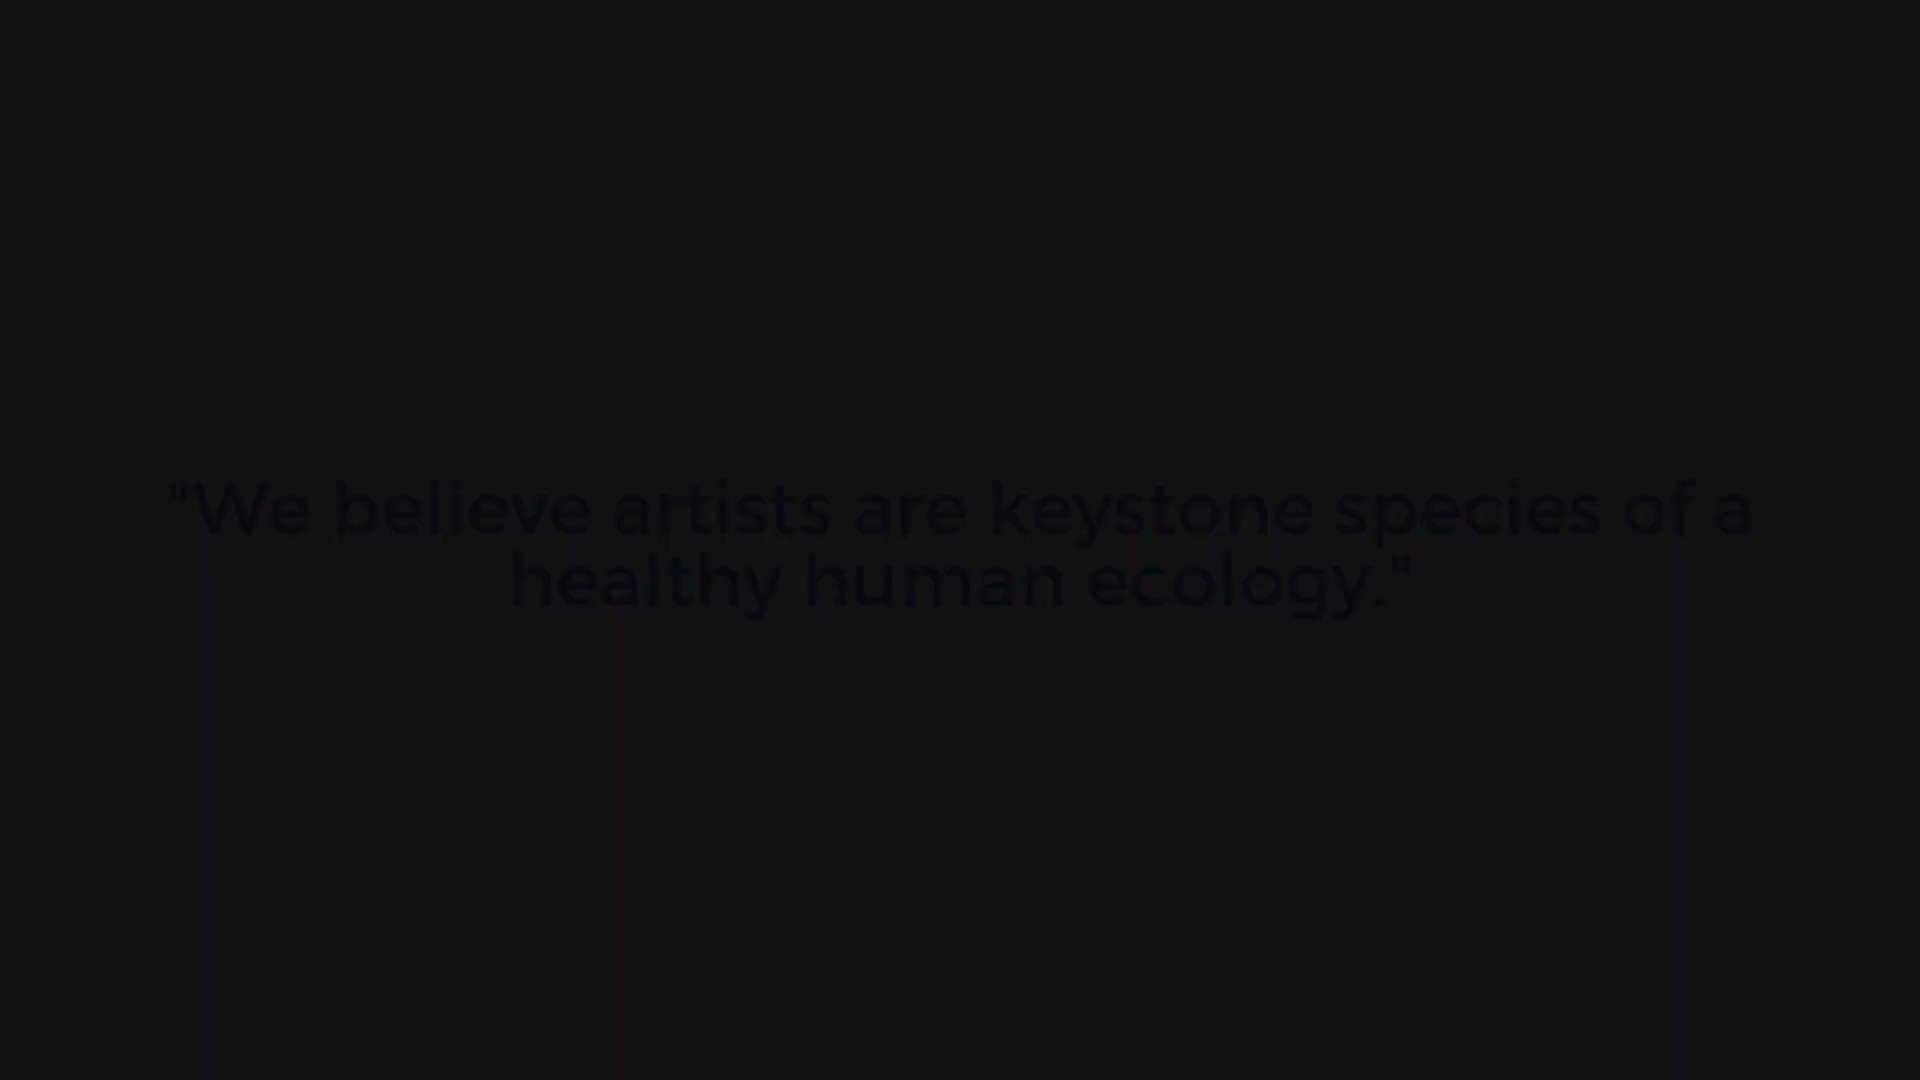 "We believe artists are keystone species of a
healthy human ecology."